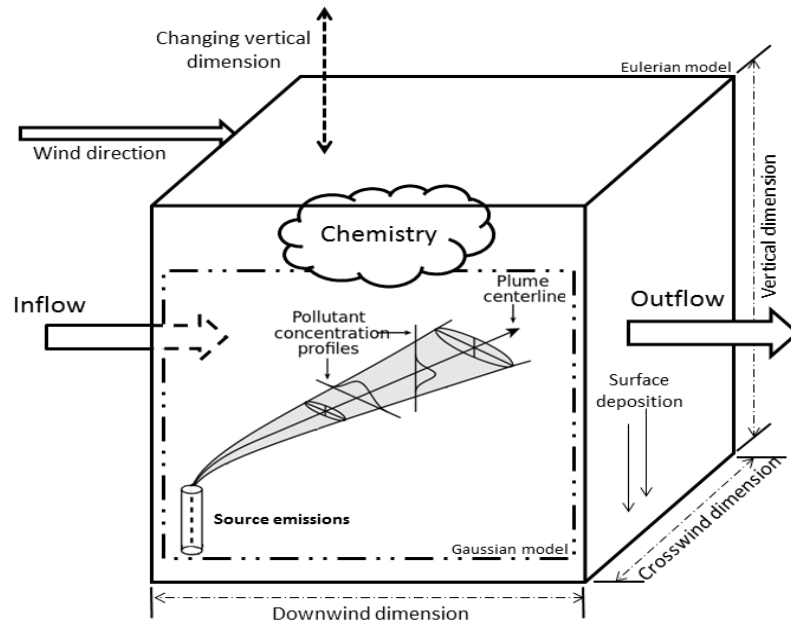 Changing vertical
dimension
Eulerian model
Wind direction
Vertical dimension
Chemistry
Inflow
Plume
centerline
Outflow
Pollutant
concentration
profiles
Surface
deposition
Source emissions
Gaussian model
Crosswind dimension
Downwind dimension